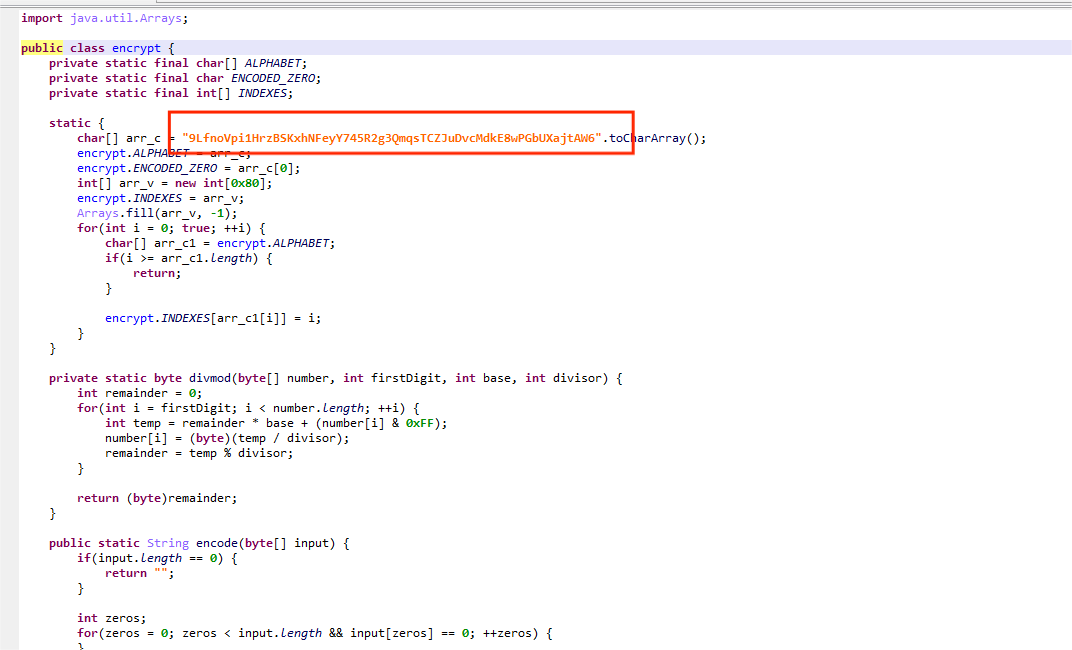 import java.util.Arrays;
public class encrypt {
private static final char[] ALPHABET;
private static final char ENCODED_ZERO;
private static final int[] INDEXES;
static {
char[] arr_c = "9LfnoVpi1HrzBSKxhNFeyY745R2g3QmqsTCZJuDvcMdkE8wPGbUXajtAW6".toCharArray();
encrypt.ALPHABET = arr_c;
encrypt.ENCODED_ZERO = arr_c[0];
int[] arr_v = new int[0x80];
encrypt.INDEXES = arr_v;
Arrays.fill(arr_v, -1);
for(int i = 0; true; ++i) {
char[] arr_c1 = encrypt.ALPHABET;
if(i >= arr_c1.length) {
return;
}
encrypt.INDEXES[arr_c1[i]] = i;
}
}
private static byte divmod(byte[] number, int firstDigit, int base, int divisor) {
int remainder = 0;
for(int i = firstDigit; i < number.length; ++i) {
int temp = remainder * base + (number[i] & 0xFF);
number[i] = (byte)(temp / divisor);
remainder = temp % divisor;
}
return (byte)remainder;
}
public static String encode(byte[] input) {
if(input.length == 0) {
return "";
}
int zeros;
for(zeros = 0; zeros < input.length && input[zeros] == 0; ++zeros) {
}